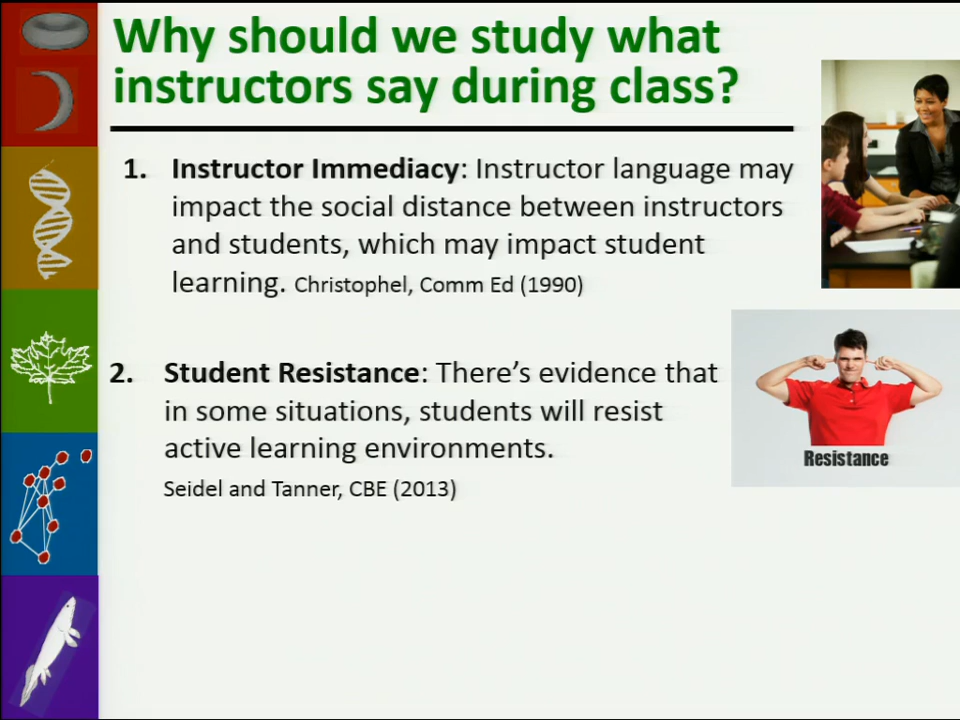 Why should we study what
instructors say during class?
1. Instructor Immediacy: Instructor language may
impact the social distance between instructors
and students, which may impact student
learning. Christophel, Comm Ed (1990)
2. Student Resistance: There's evidence that
in some situations, students will resist
active learning environments.
Seidel and Tanner, CBE (2013)
Resistance